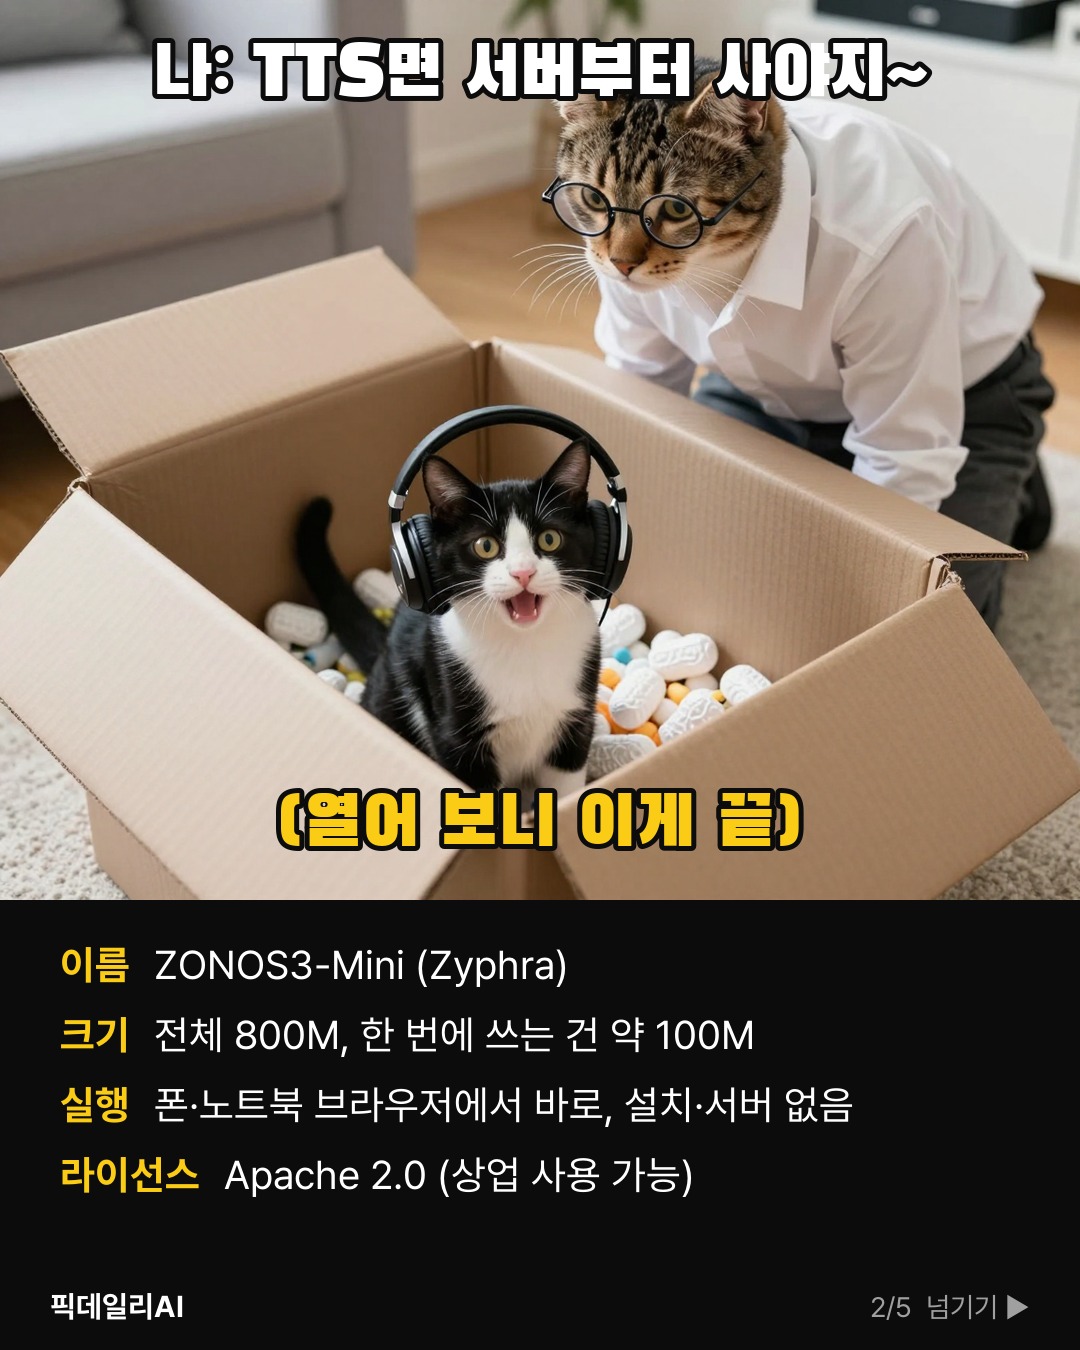 나: TTS면 서버부터 사야지~
(열어 보니 이게 끝)
이름 ZONOS3-Mini (Zyphra)
크기 전체 800M, 한 번에 쓰는 건 약 100M
실행 폰·노트북 브라우저에서 바로, 설치·서버 없음
라이선스 Apache 2.0 (상업 사용 가능)
픽데일리AI
2/5 넘기기 ▶